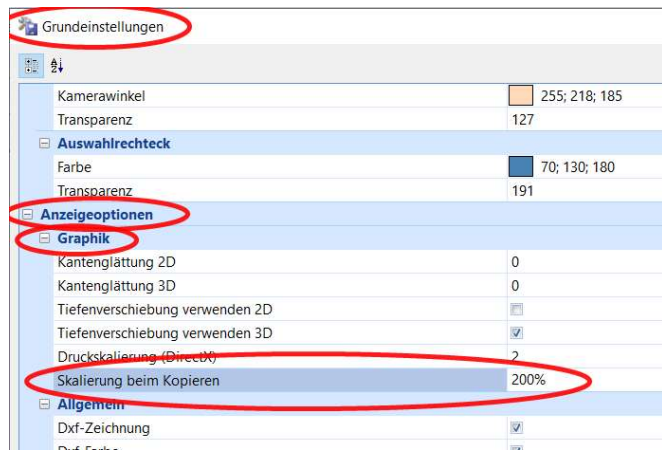 Grundeinstellungen
Kamerawinkel 255; 218; 185
Transparenz 127
Auswahlrechteck
Farbe 70; 130; 180
Transparenz 191
Anzeigeoptionen
Graphik
Kantenglättung 2D 0
Kantenglättung 3D 0
Tiefenverschiebung verwenden 2D
Tiefenverschiebung verwenden 3D
Druckskalierung (DirectX) 2
Skalierung beim Kopieren 200%
Allgemein
Dxf-Zeichnung
Dxf-Farbe